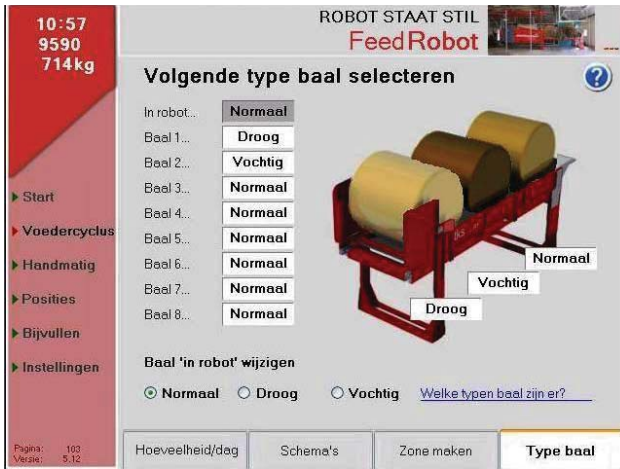 10:57
9590
714kg
ROBOT STAAT STIL
FeedRobot
...
Volgende type baal selecteren
?
In robot... Normaal
Baal 1... Droog
Baal 2... Vochtig
Baal 3... Normaal
Baal 4... Normaal
Baal 5... Normaal
Baal 6... Normaal
Baal 7... Normaal
Baal 8... Normaal
Normaal
Vochtig
Droog
Start
Voedercyclus
Handmatig
Posities
Bijvullen
Instellingen
Baal 'in robot' wijzigen
Normaal Droog Vochtig Welke typen baal zijn er?
Pagina: 103
Versie: 5.12
Hoeveelheid/dag Schema's Zone maken Type baal